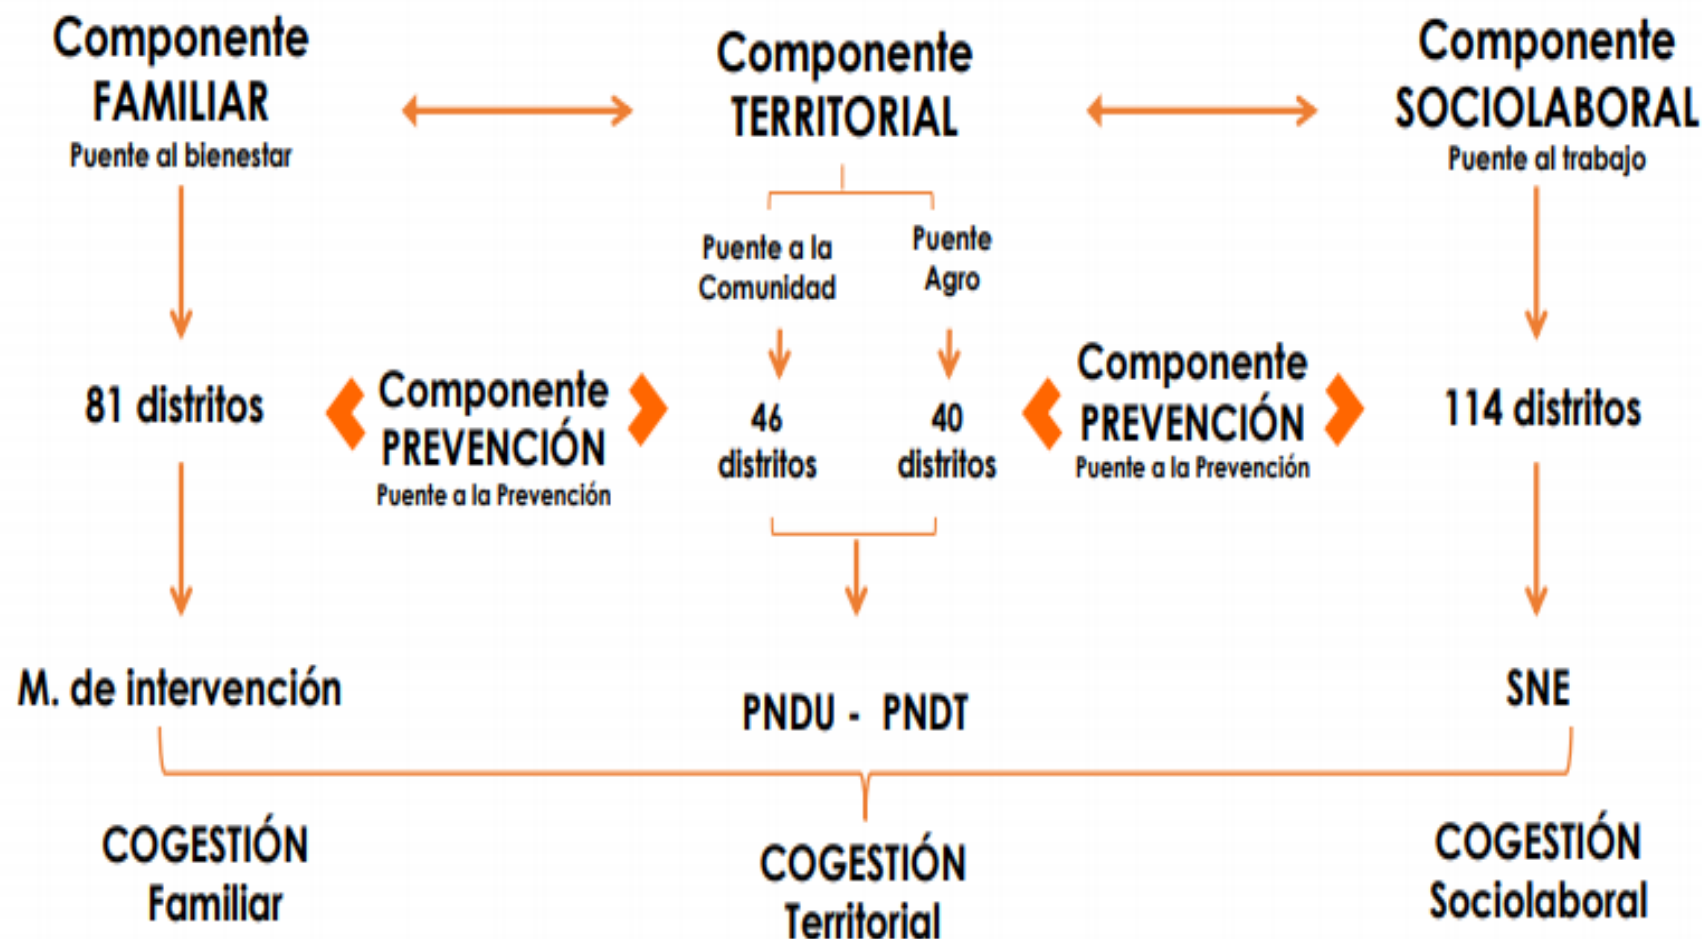 Componente
FAMILIAR
Puente al bienestar
Componente
TERRITORIAL
Componente
SOCIOLABORAL
Puente al trabajo
Puente a la
Comunidad
Puente
Agro
81 distritos
Componente
PREVENCIÓN
Puente a la Prevención
46
distritos
40
distritos
Componente
PREVENCIÓN
Puente a la Prevención
114 distritos
M. de intervención
PNDU - PNDT
SNE
COGESTIÓN
Familiar
COGESTIÓN
Territorial
COGESTIÓN
Sociolaboral